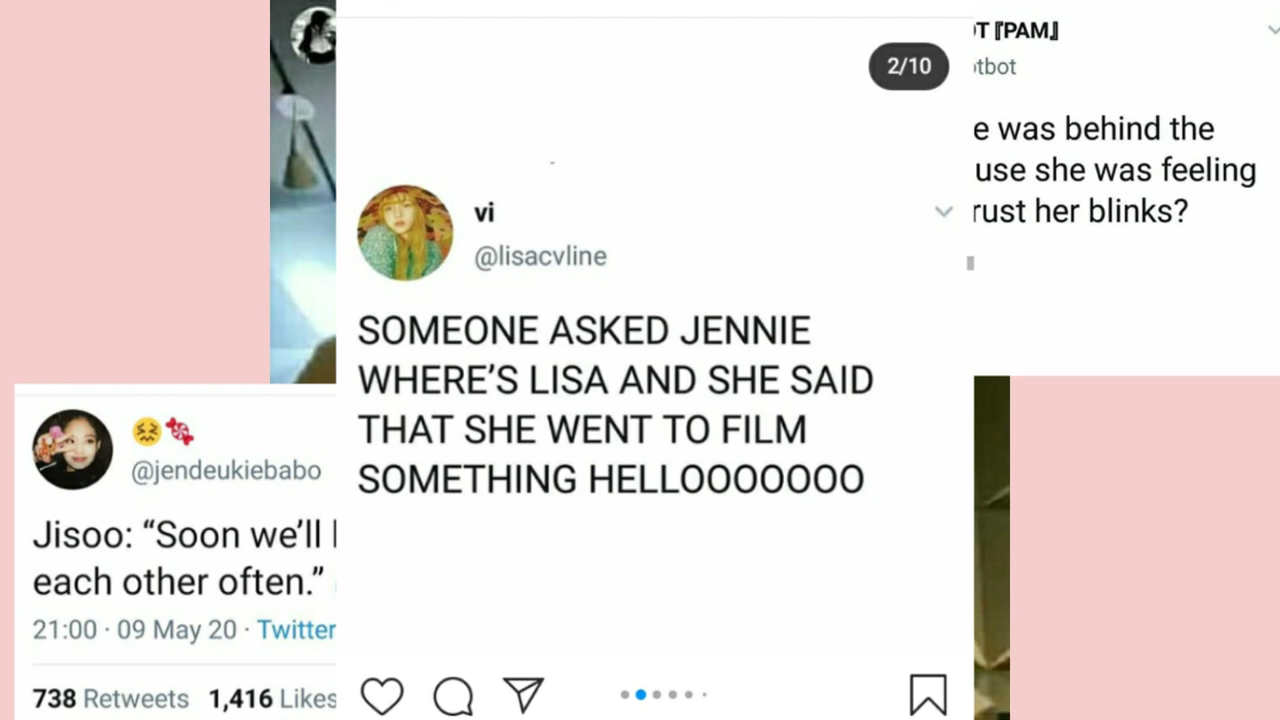 2/10
vi
@lisacvline
SOMEONE ASKED JENNIE
WHERE’S LISA AND SHE SAID
THAT SHE WENT TO FILM
SOMETHING HELLOOOOOOO
@jendeukiebabo
Jisoo: “Soon we’ll
each other often.”
21:00 · 09 May 20 · Twitter
738 Retweets 1,416 Likes
T 『PAM』
tbot
e was behind the
use she was feeling
rust her blinks?